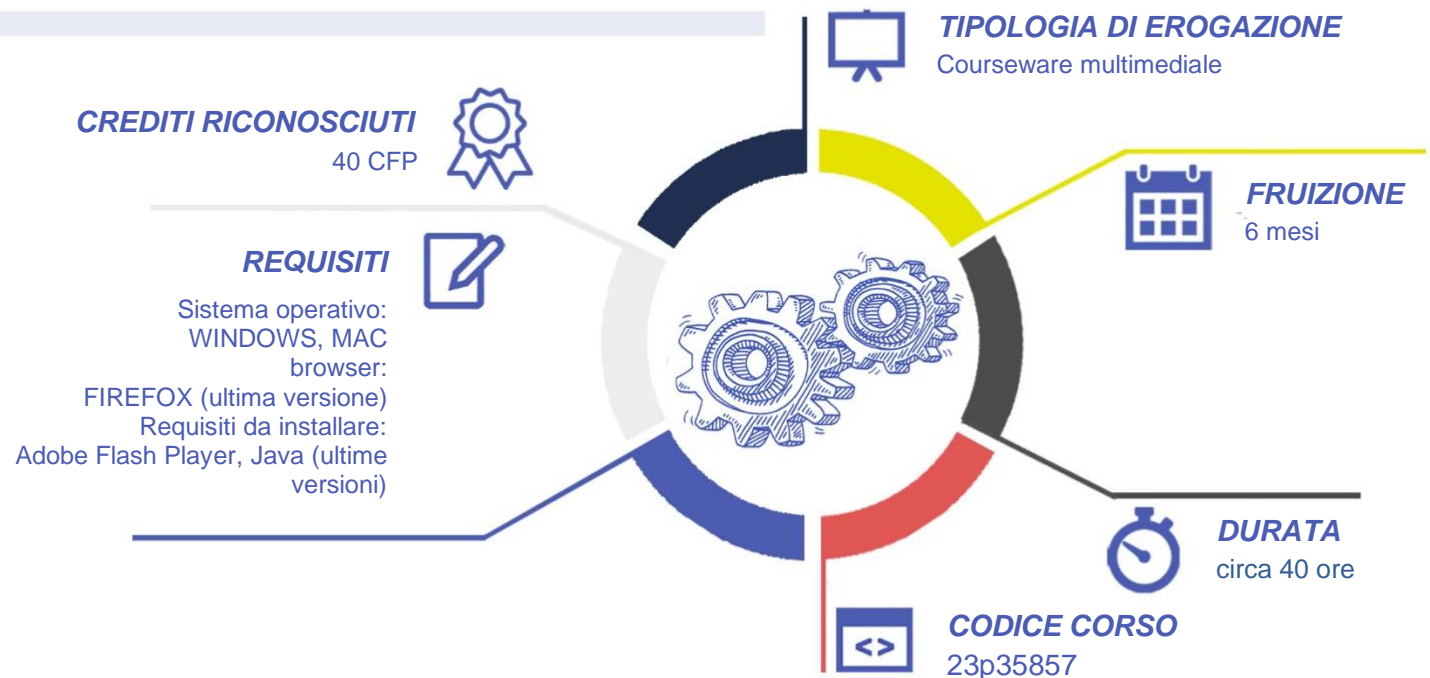 TIPOLOGIA DI EROGAZIONE
Courseware multimediale
CREDITI RICONOSCIUTI
40 CFP
FRUIZIONE
6 mesi
REQUISITI
Sistema operativo:
WINDOWS, MAC
browser:
FIREFOX (ultima versione)
Requisiti da installare:
Adobe Flash Player, Java (ultime
versioni)
DURATA
circa 40 ore
<>
CODICE CORSO
23p35857